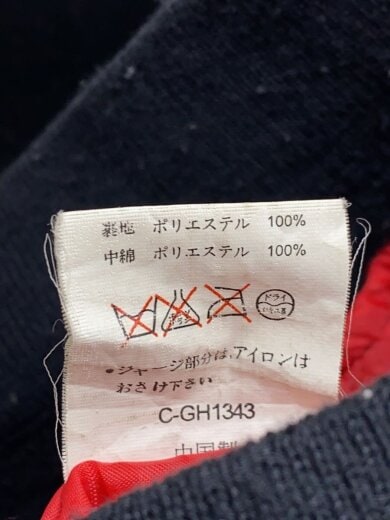 裏地 ポリエステル 100%
中綿 ポリエステル 100%
ドライ
•ジャージ部分は、アイロンは
おさけ下さい
C-GH1343
中国製